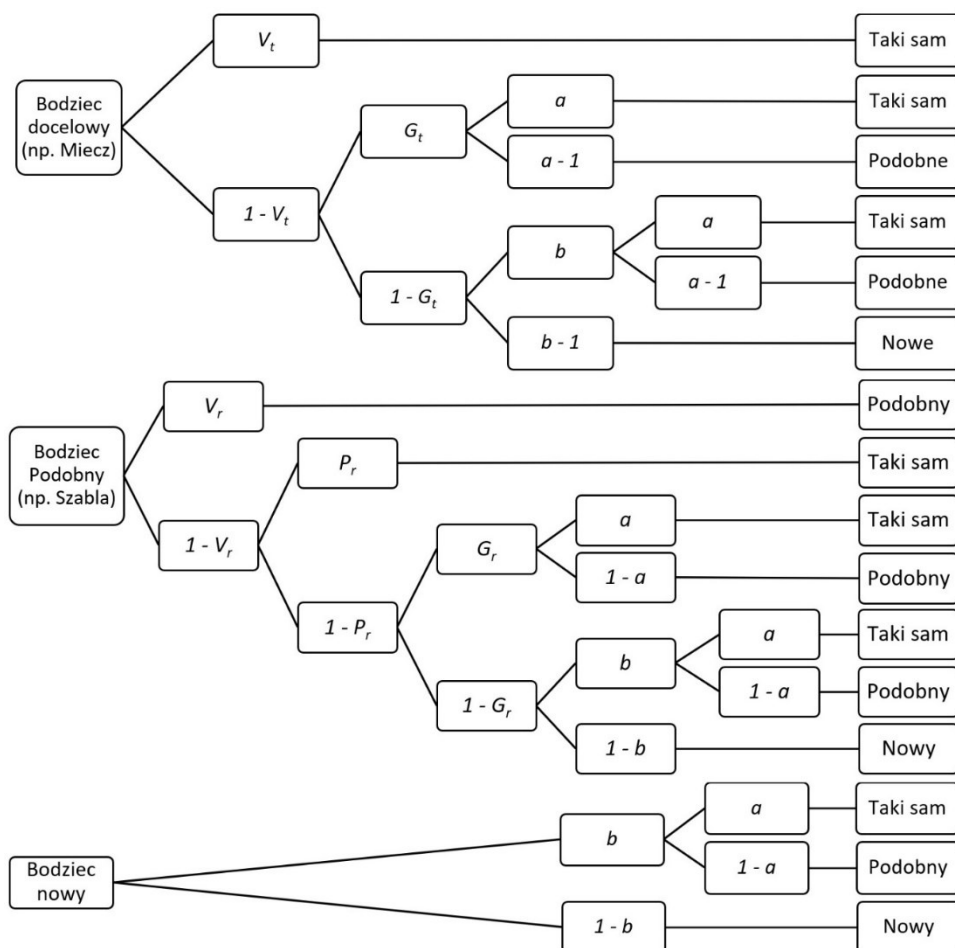 V_t
Taki sam
Bodziec
docelowy
(np. Miecz)
G_t
a
Taki sam
a - 1
Podobne
1 - V_t
b
a
Taki sam
a - 1
Podobne
1 - G_t
b - 1
Nowe
V_r
Podobny
Bodziec
Podobny
(np. Szabla)
P_r
Taki sam
1 - V_r
G_r
a
Taki sam
1 - a
Podobny
1 - P_r
b
a
Taki sam
1 - a
Podobny
1 - G_r
1 - b
Nowy
Bodziec
nowy
b
a
Taki sam
1 - a
Podobny
1 - b
Nowy